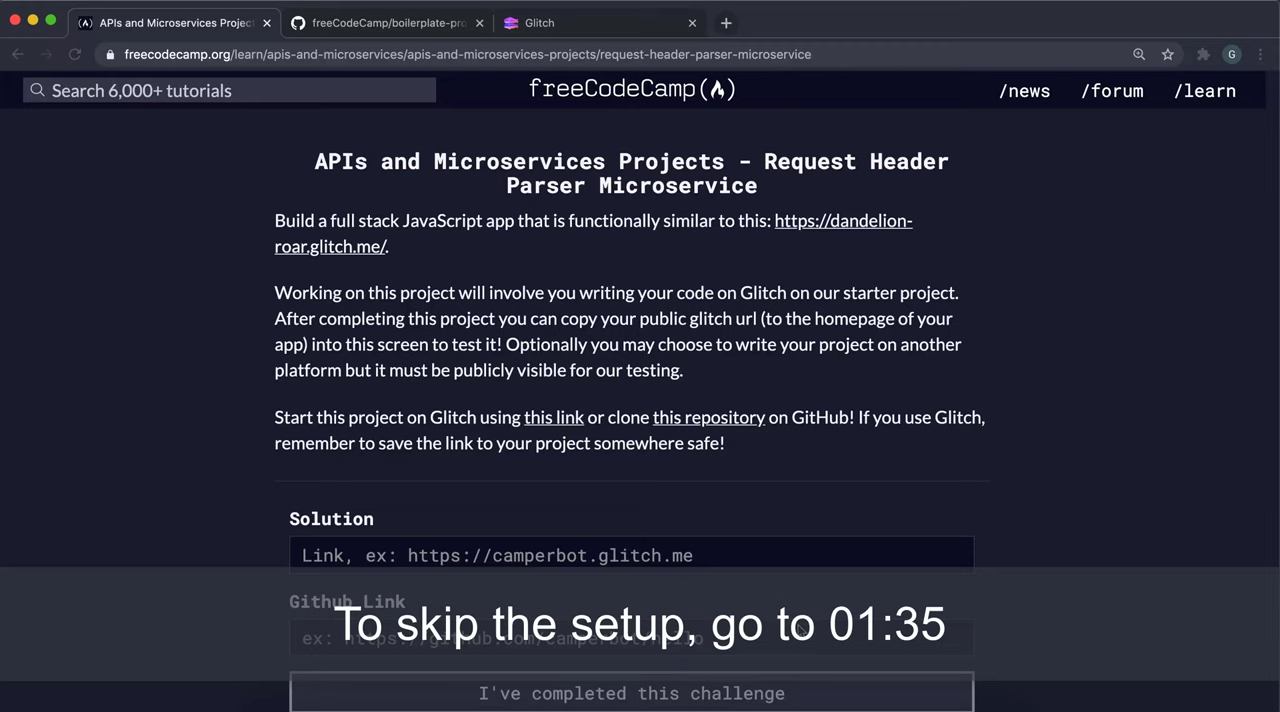 APIs and Microservices Project
freeCodeCamp/boilerplate-pro
Glitch
freecodecamp.org/learn/apis-and-microservices/apis-and-microservices-projects/request-header-parser-microservice
G
Search 6,000+ tutorials
freeCodeCamp
/news
/forum
/learn
APIs and Microservices Projects - Request Header
Parser Microservice
Build a full stack JavaScript app that is functionally similar to this: https://dandelion-
roar.glitch.me/.
Working on this project will involve you writing your code on Glitch on our starter project.
After completing this project you can copy your public glitch url (to the homepage of your
app) into this screen to test it! Optionally you may choose to write your project on another
platform but it must be publicly visible for our testing.
Start this project on Glitch using this link or clone this repository on GitHub! If you use Glitch,
remember to save the link to your project somewhere safe!
Solution
Link, ex: https://camperbot.glitch.me
Github Link
To skip the setup, go to 01:35
ex: https://github.com/camperbot/hello
I've completed this challenge